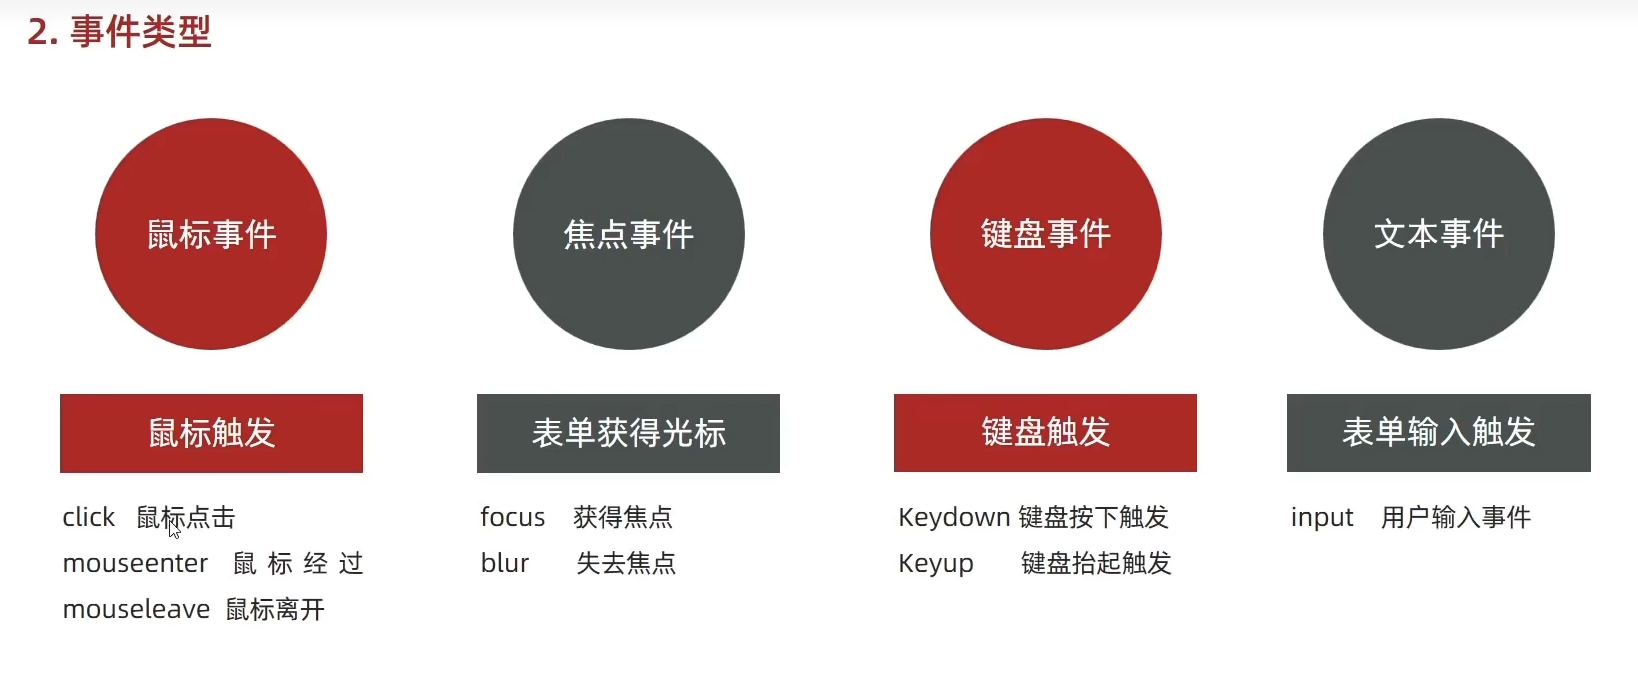 2. 事件类型
鼠标事件
鼠标触发
click 鼠标点击
mouseenter 鼠 标 经 过
mouseleave 鼠标离开
焦点事件
表单获得光标
focus 获得焦点
blur 失去焦点
键盘事件
键盘触发
Keydown 键盘按下触发
Keyup 键盘抬起触发
文本事件
表单输入触发
input 用户输入事件